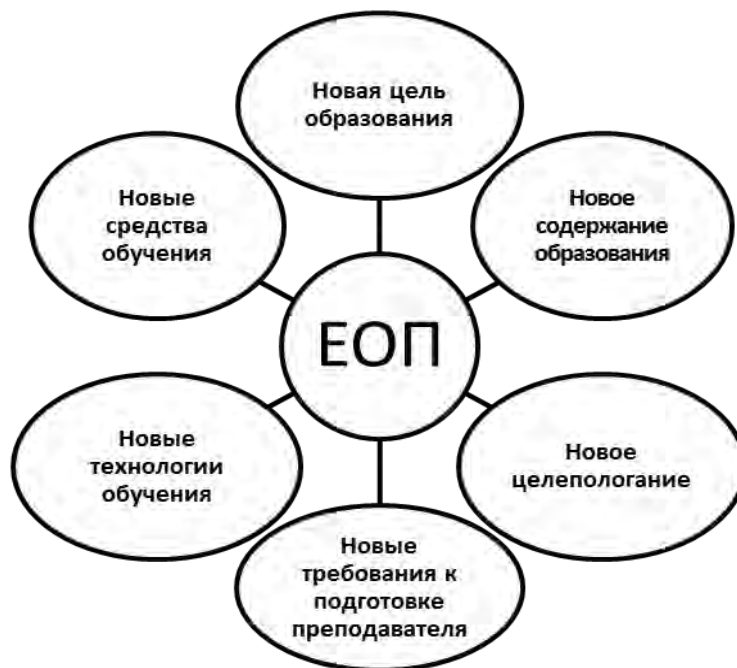 Новая цель
образования
Новые
средства
обучения
Новое
содержание
образования
ЕОП
Новые
технологии
обучения
Новое
целепологание
Новые
требования к
подготовке
преподавателя